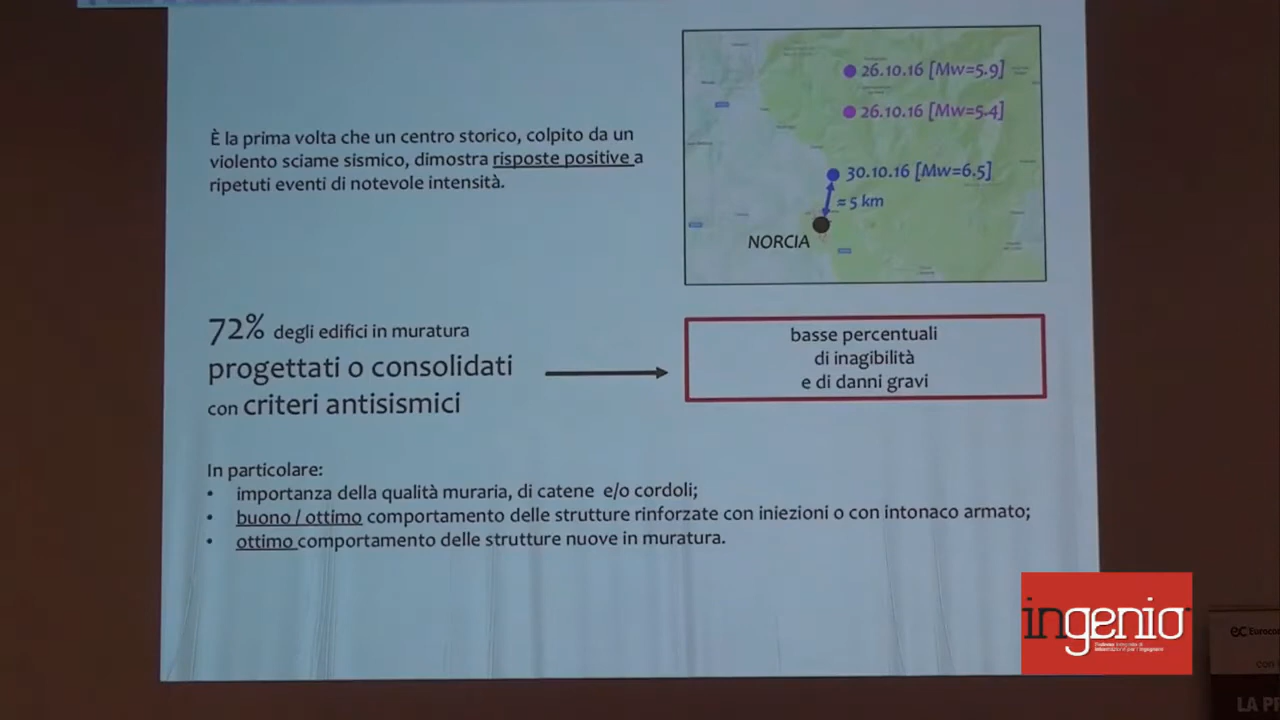 È la prima volta che un centro storico, colpito da un
violento sciame sismico, dimostra risposte positive a
ripetuti eventi di notevole intensità.
26.10.16 [Mw=5.9]
26.10.16 [Mw=5.4]
30.10.16 [Mw=6.5]
≈ 5 km
NORCIA
72% degli edifici in muratura
progettati o consolidati
con criteri antisismici
basse percentuali
di inagibilità
e di danni gravi
In particolare:
• importanza della qualità muraria, di catene e/o cordoli;
• buono / ottimo comportamento delle strutture rinforzate con iniezioni o con intonaco armato;
• ottimo comportamento delle strutture nuove in muratura.
ingenio
ec
con
LA